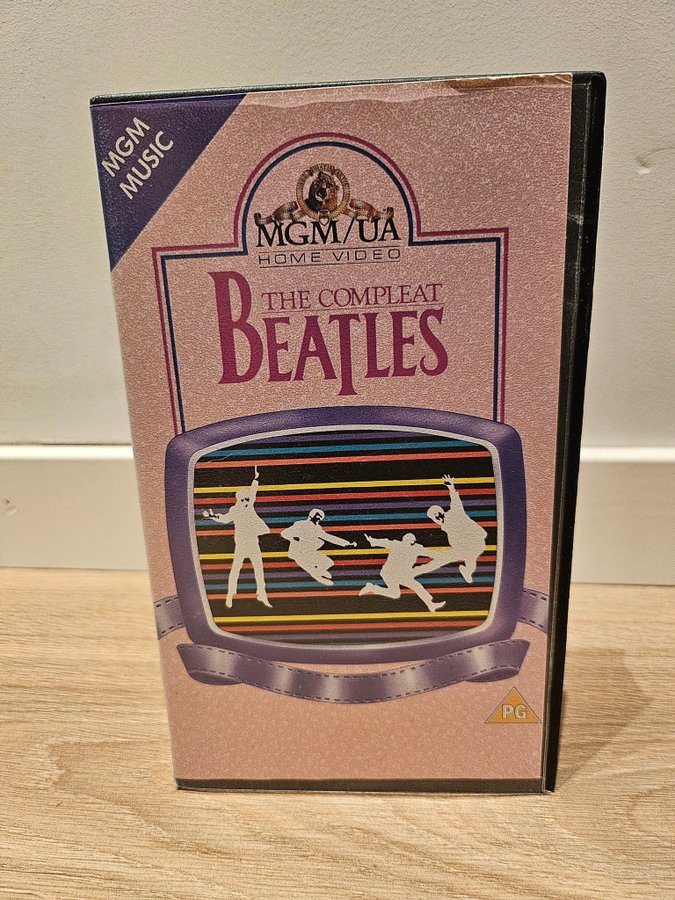 MGM
MUSIC
MGM/UA
HOME VIDEO
THE COMPLEAT
BEATLES
PG